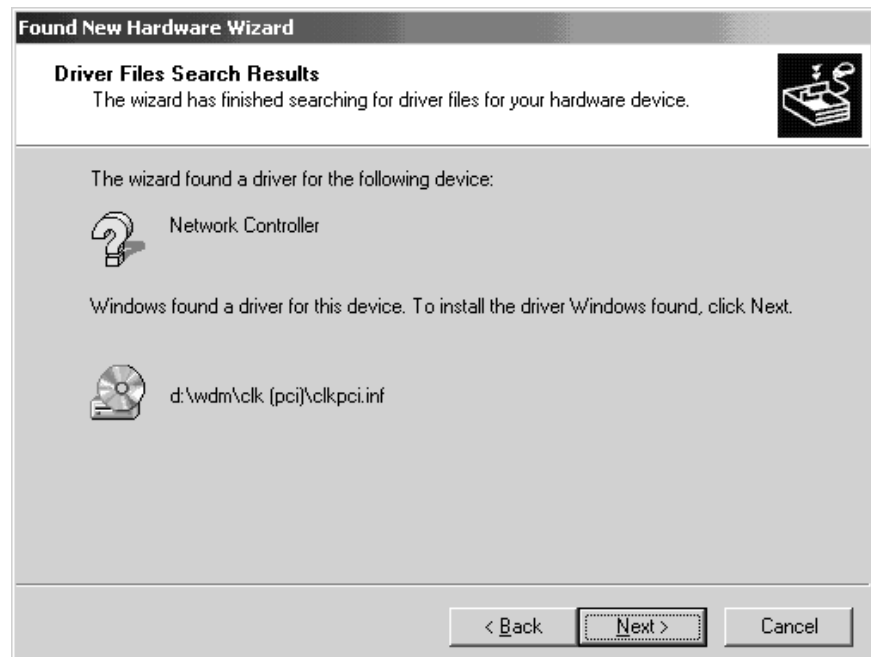 Found New Hardware Wizard
Driver Files Search Results
The wizard has finished searching for driver files for your hardware device.
The wizard found a driver for the following device:
Network Controller
Windows found a driver for this device. To install the driver Windows found, click Next.
d:\wdm\clk (pci)\clkpci.inf
< Back Next > Cancel